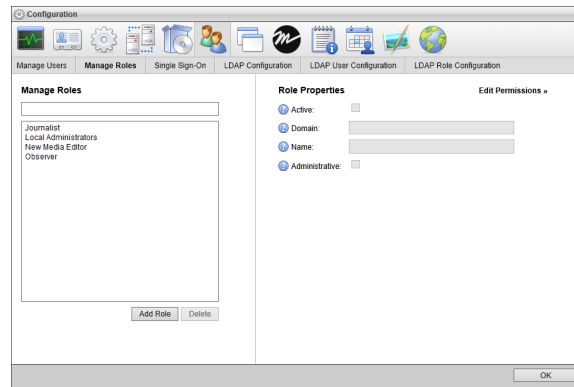 Configuration
Manage Users Manage Roles Single Sign-On LDAP Configuration LDAP User Configuration LDAP Role Configuration
Manage Roles
Journalist
Local Administrators
New Media Editor
Observer
Add Role Delete
Role Properties Edit Permissions »
Active:
Domain:
Name:
Administrative:
OK